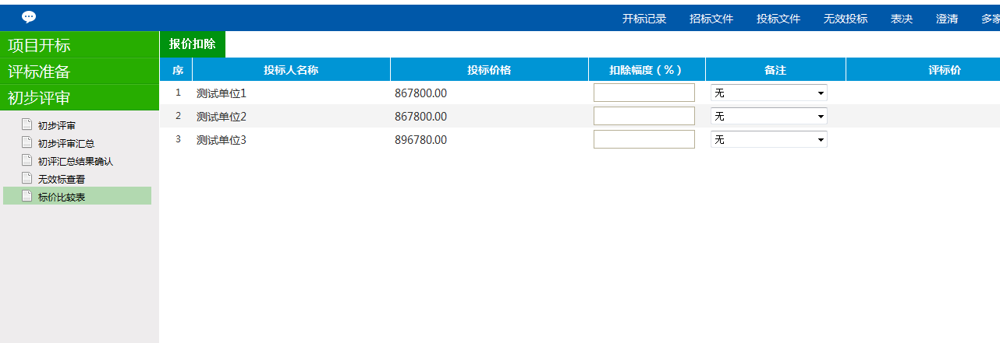 开标记录 招标文件 投标文件 无效投标 表决 澄清 多家
项目开标
评标准备
初步评审
初步评审
初步评审汇总
初评汇总结果确认
无效标查看
标价比较表
报价扣除
序 投标人名称 投标价格 扣除幅度（%） 备注 评标价
1 测试单位1 867800.00 无
2 测试单位2 867800.00 无
3 测试单位3 896780.00 无